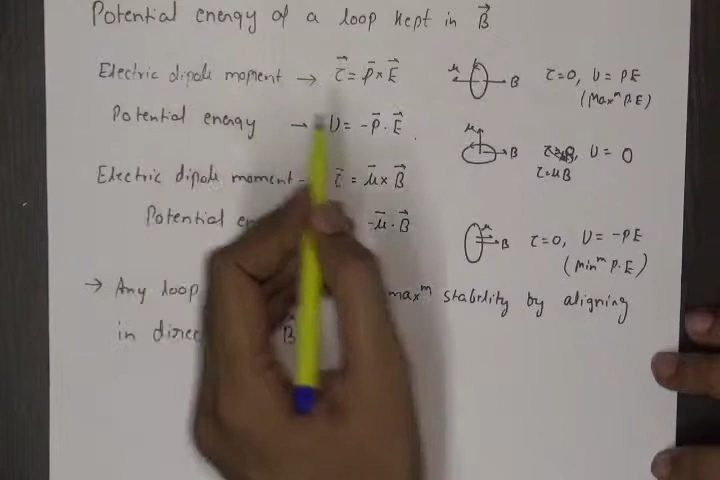 Potential energy of a loop kept in B⃗
Electric dipole moment → τ⃗ = p⃗ × E⃗
Potential energy → U = -p⃗ . E⃗
Electric dipole moment - τ⃗ = μ⃗ × B⃗
Potential -μ⃗ . B⃗
→ Any loop maxᵐ stability by aligning
in B
μ B τ=0, U = PE
(Maxᵐ P.E)
μ B U = 0
τ=μB
μ B τ=0, U = -PE
(minᵐ P.E)